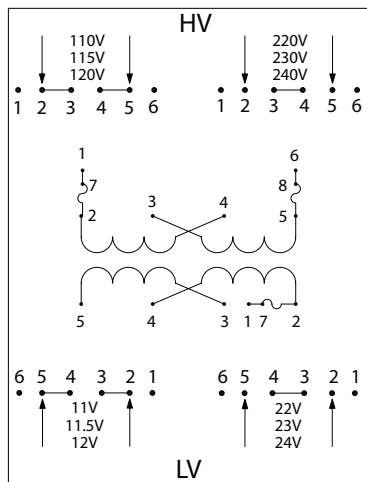 HV
110V 220V
115V 230V
120V 240V
1 2 3 4 5 6 1 2 3 4 5 6
1 6
7 3 4 8
2 5
5 4 3 1 7 2
6 5 4 3 2 1 6 5 4 3 2 1
11V 22V
11.5V 23V
12V 24V
LV